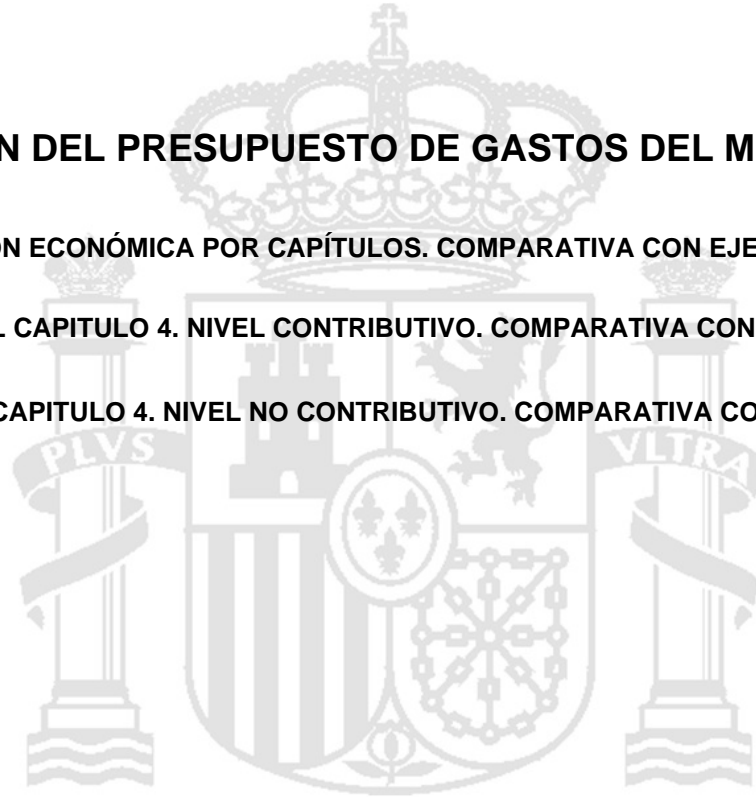 N DEL PRESUPUESTO DE GASTOS DEL M
ÓN ECONÓMICA POR CAPÍTULOS. COMPARATIVA CON EJE
L CAPITULO 4. NIVEL CONTRIBUTIVO. COMPARATIVA CON
CAPITULO 4. NIVEL NO CONTRIBUTIVO. COMPARATIVA CO
PLVS VLTRA